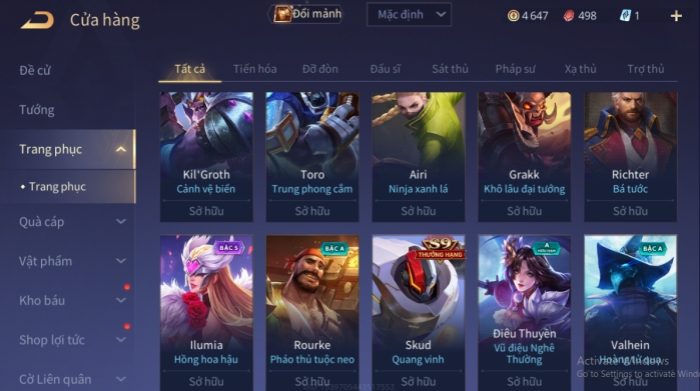 Cửa hàng
Đổi mảnh
Mặc định
4 647
498
1
+
Đề cử
Tướng
Trang phục
• Trang phục
Quà cáp
Vật phẩm
Kho báu
Shop lợi tức
Cờ Liên quân
Tất cả
Tiến hóa
Đỡ đòn
Đấu sĩ
Sát thủ
Pháp sư
Xạ thủ
Trợ thủ
Kil'Groth
Cảnh vệ biển
Sở hữu
Toro
Trung phong cắm
Sở hữu
Airi
Ninja xanh lá
Sở hữu
Grakk
Khô lâu đại tướng
Sở hữu
Richter
Bá tước
Sở hữu
BẬC S
Ilumia
Hồng hoa hậu
Sở hữu
BẬC A
Rourke
Pháo thủ tuộc neo
Sở hữu
S9
THƯỞNG HẠNG
Skud
Quang vinh
Sở hữu
A
Điêu Thuyền
Vũ điệu Nghê
Thường
Sở hữu
BẬC A
Valhein
Hoàng tử quạ
Sở hữu
Activate Windows
Go to Settings to activate Wind